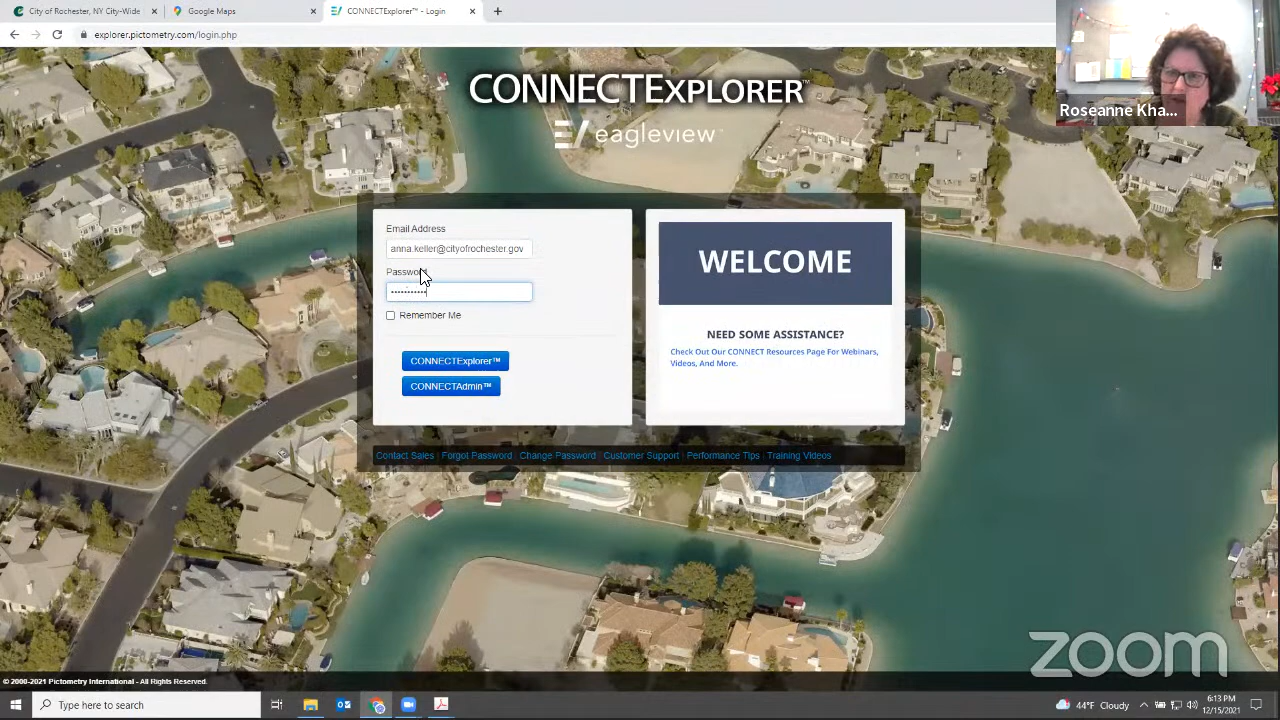 City of Rochester, NY City-Wide
Google Maps
CONNECTExplorer™ - Login
explorer.pictometry.com/login.php
Roseanne Kha...
CONNECTEXPLORER™
eagleview™
Email Address
anna.keller@cityofrochester.gov
Password
Remember Me
CONNECTExplorer™
CONNECTAdmin™
WELCOME
NEED SOME ASSISTANCE?
Check Out Our CONNECT Resources Page For Webinars,
Videos, And More.
Contact Sales | Forgot Password | Change Password | Customer Support | Performance Tips | Training Videos
zoom
© 2000-2021 Pictometry International - All Rights Reserved.
Type here to search
44°F Cloudy
6:13 PM
12/15/2021